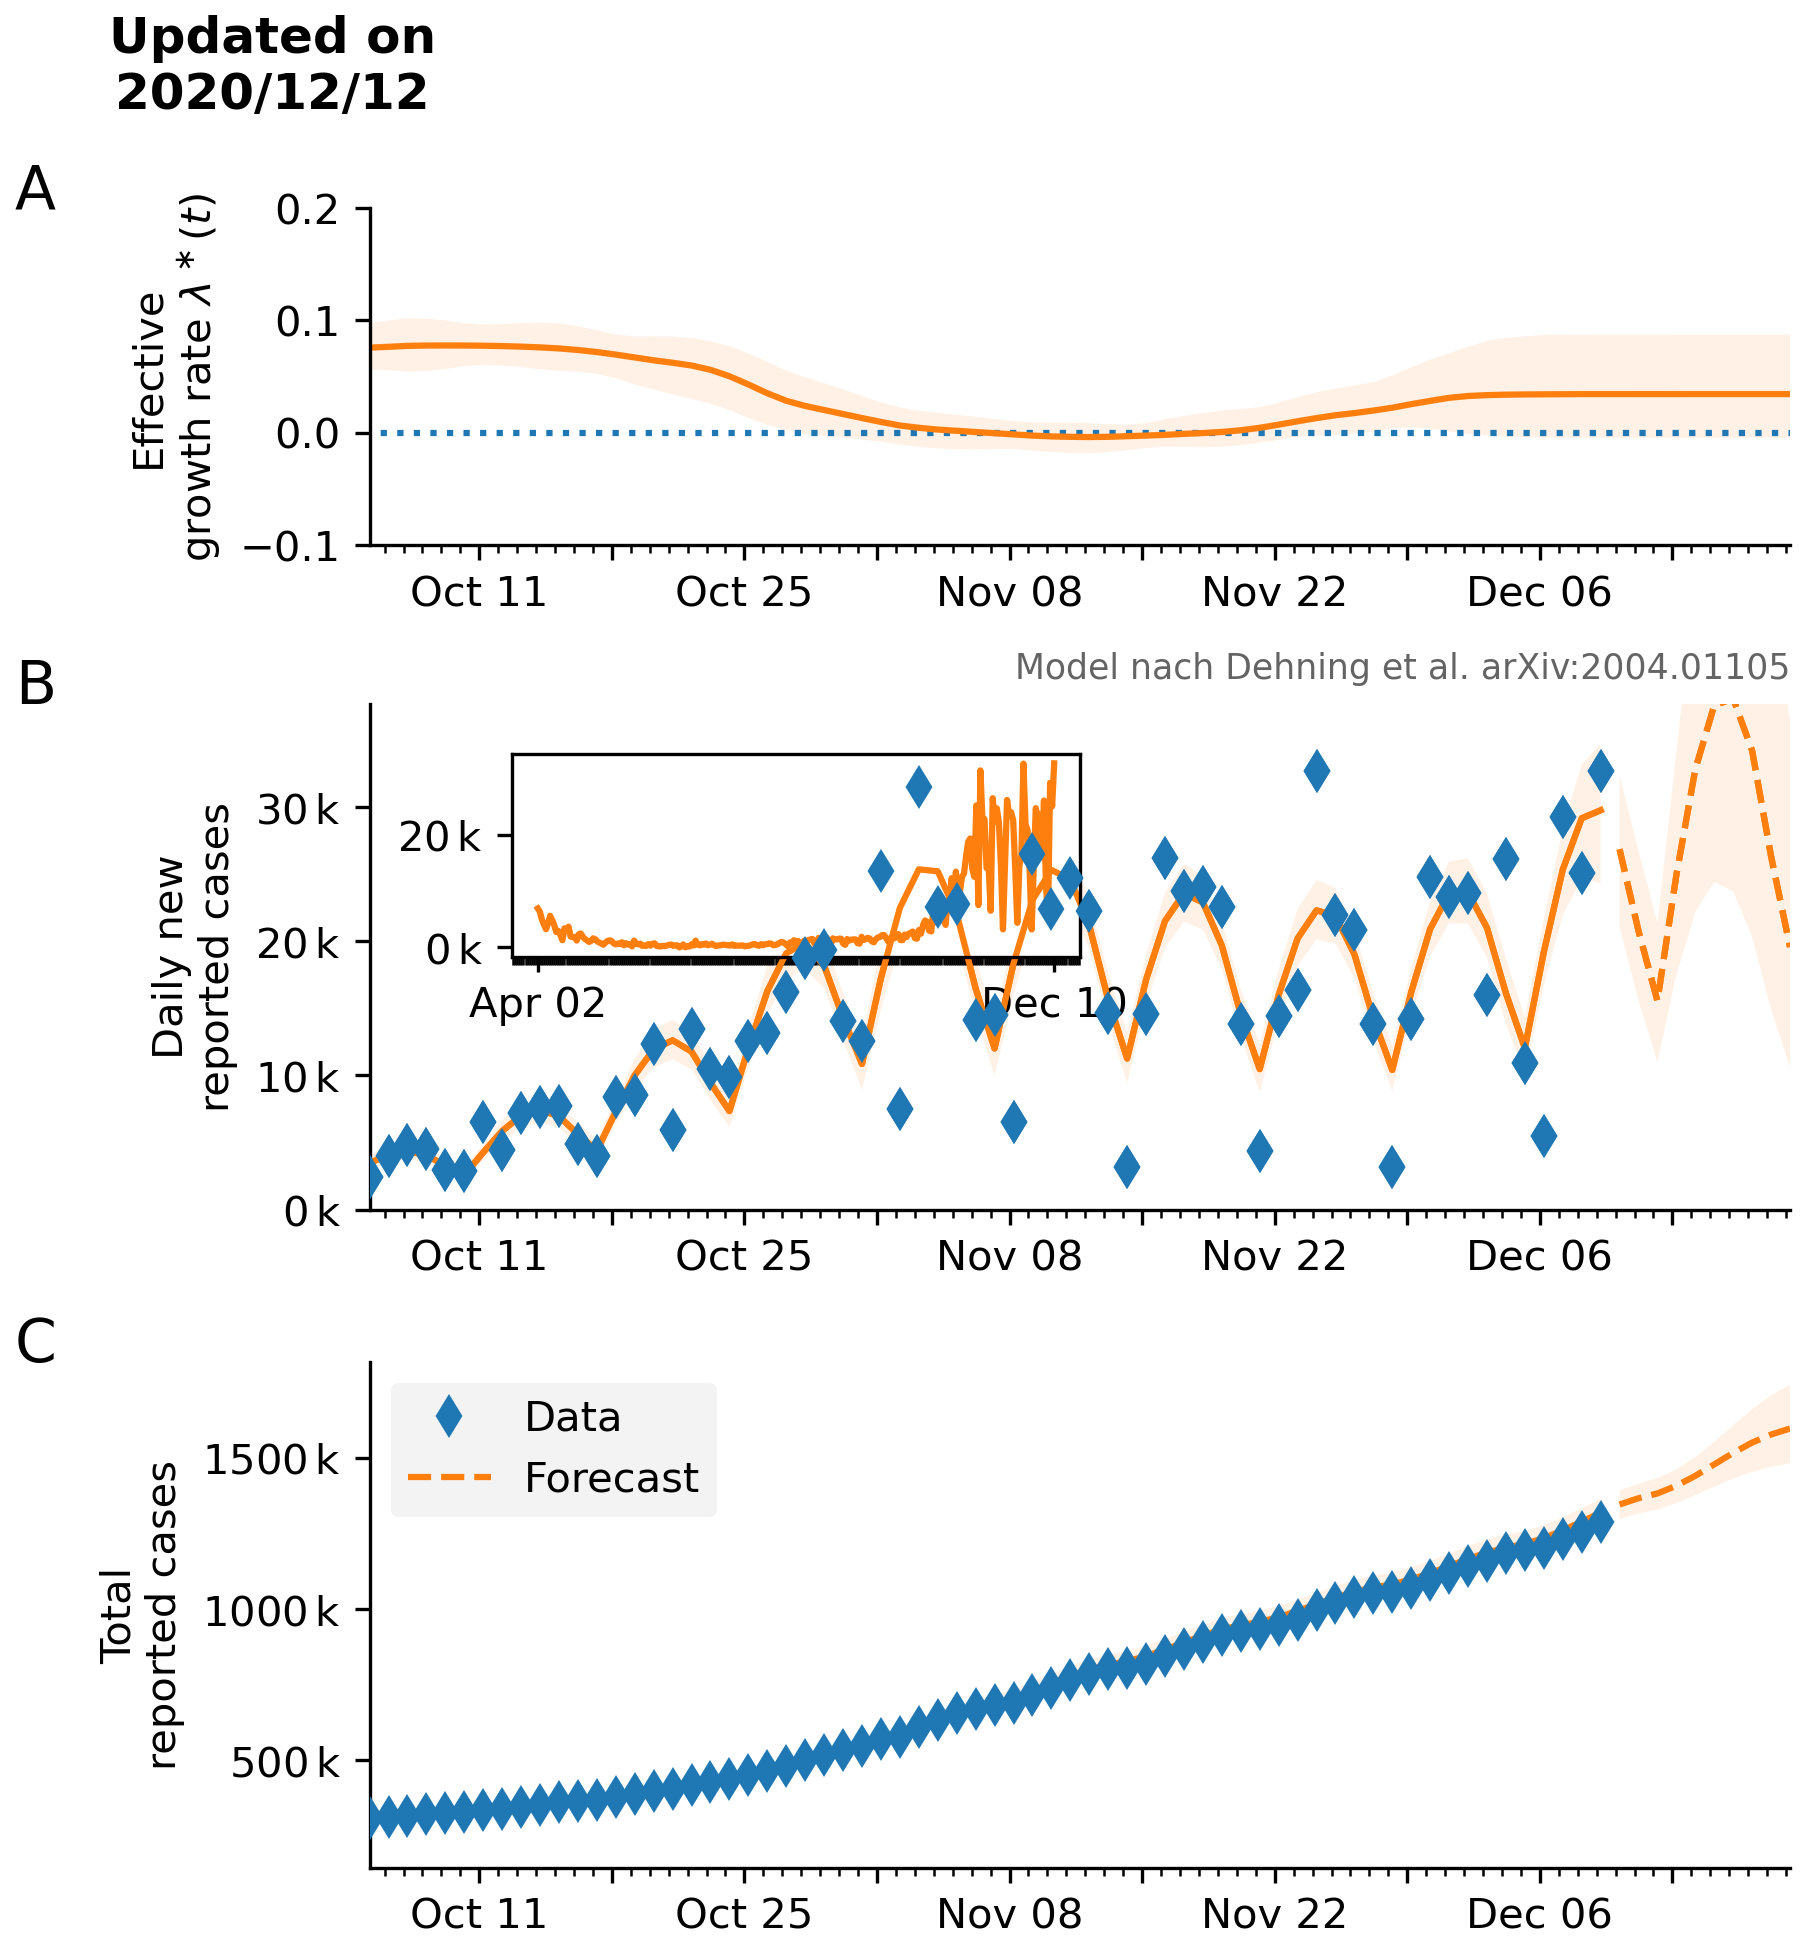 Updated on
2020/12/12
A
Effective
growth rate λ * (t)
0.2
0.1
0.0
−0.1
Oct 11
Oct 25
Nov 08
Nov 22
Dec 06
Model nach Dehning et al. arXiv:2004.01105
B
Daily new
reported cases
30 k
20 k
10 k
0 k
20 k
0 k
Apr 02
Dec 10
Oct 11
Oct 25
Nov 08
Nov 22
Dec 06
C
Total
reported cases
1500 k
1000 k
500 k
Data
Forecast
Oct 11
Oct 25
Nov 08
Nov 22
Dec 06